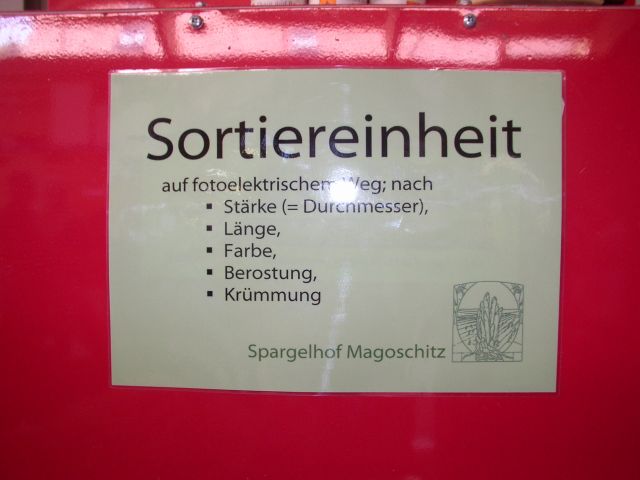 Sortiereinheit
auf fotoelektrischem Weg; nach
▪ Stärke (= Durchmesser),
▪ Länge,
▪ Farbe,
▪ Berostung,
▪ Krümmung
Spargelhof Magoschitz